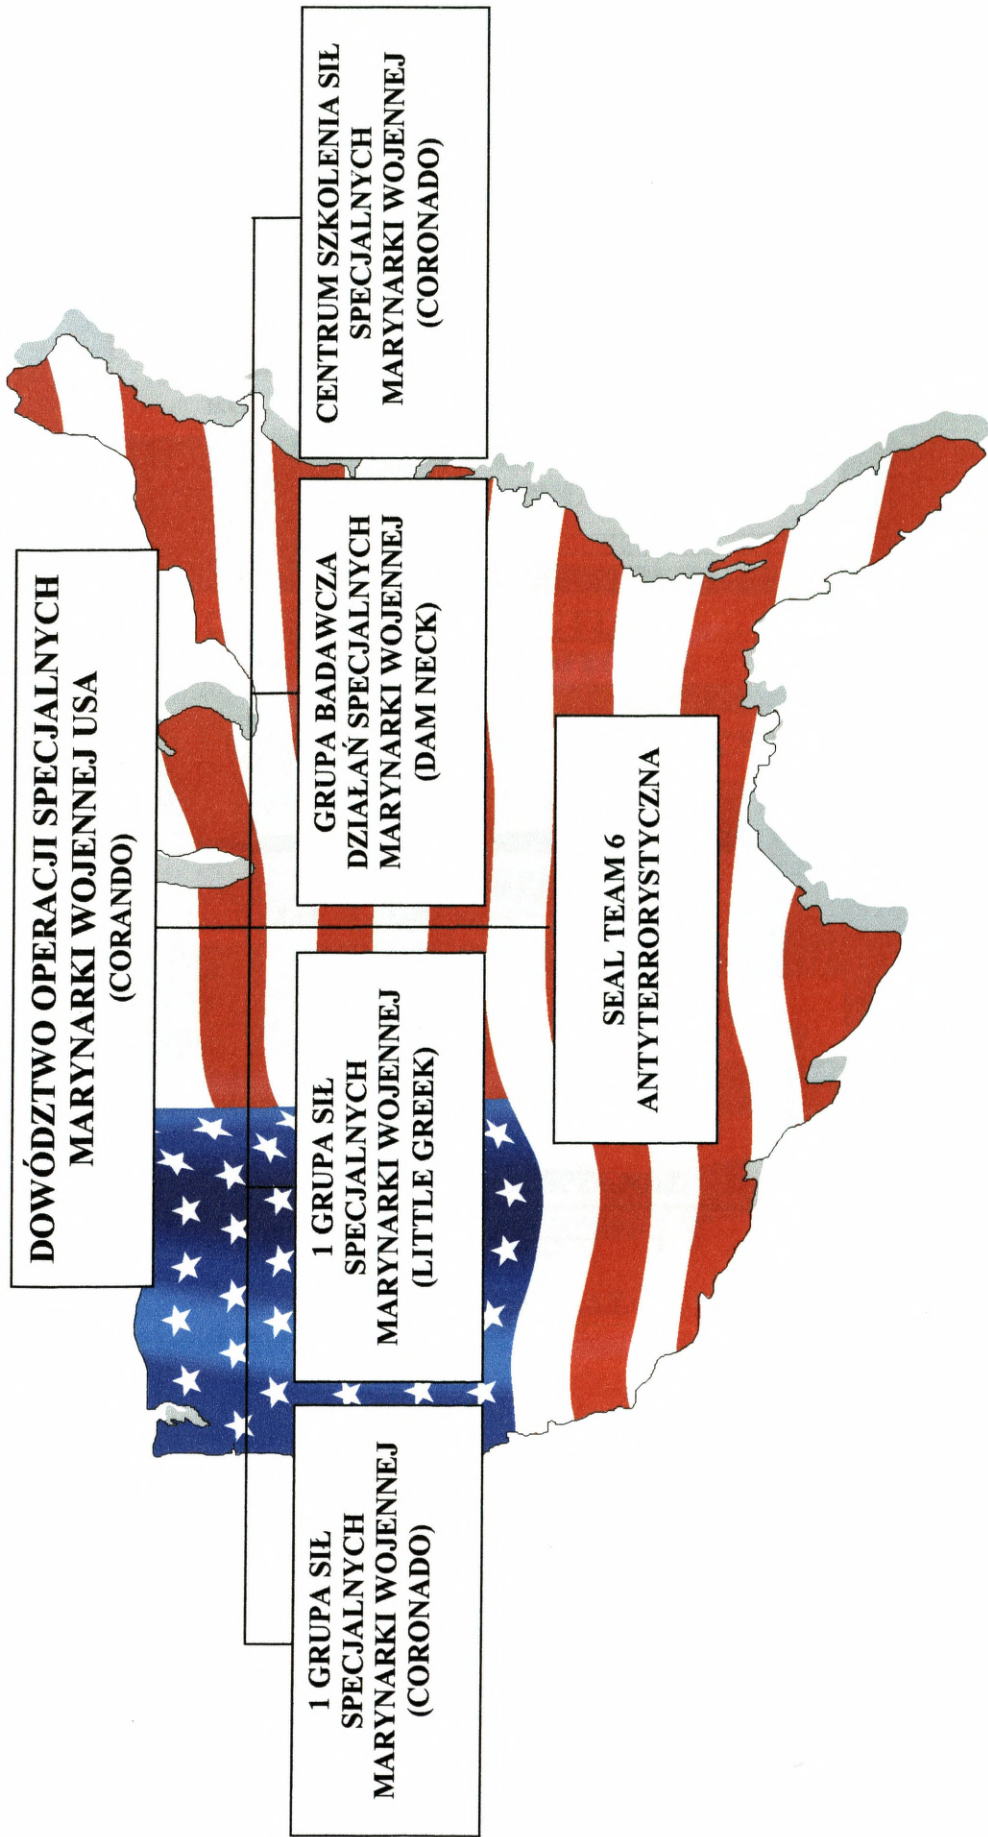 DOWÓDZTWO OPERACJI SPECJALNYCH
MARYNARKI WOJENNEJ USA
(CORANDO)
1 GRUPA SIŁ
SPECJALNYCH
MARYNARKI WOJENNEJ
(CORONADO)
1 GRUPA SIŁ
SPECJALNYCH
MARYNARKI WOJENNEJ
(LITTLE GREEK)
GRUPA BADAWCZA
DZIAŁAŃ SPECJALNYCH
MARYNARKI WOJENNEJ
(DAM NECK)
CENTRUM SZKOLENIA SIŁ
SPECJALNYCH
MARYNARKI WOJENNEJ
(CORONADO)
SEAL TEAM 6
ANTYTERRORYSTYCZNA